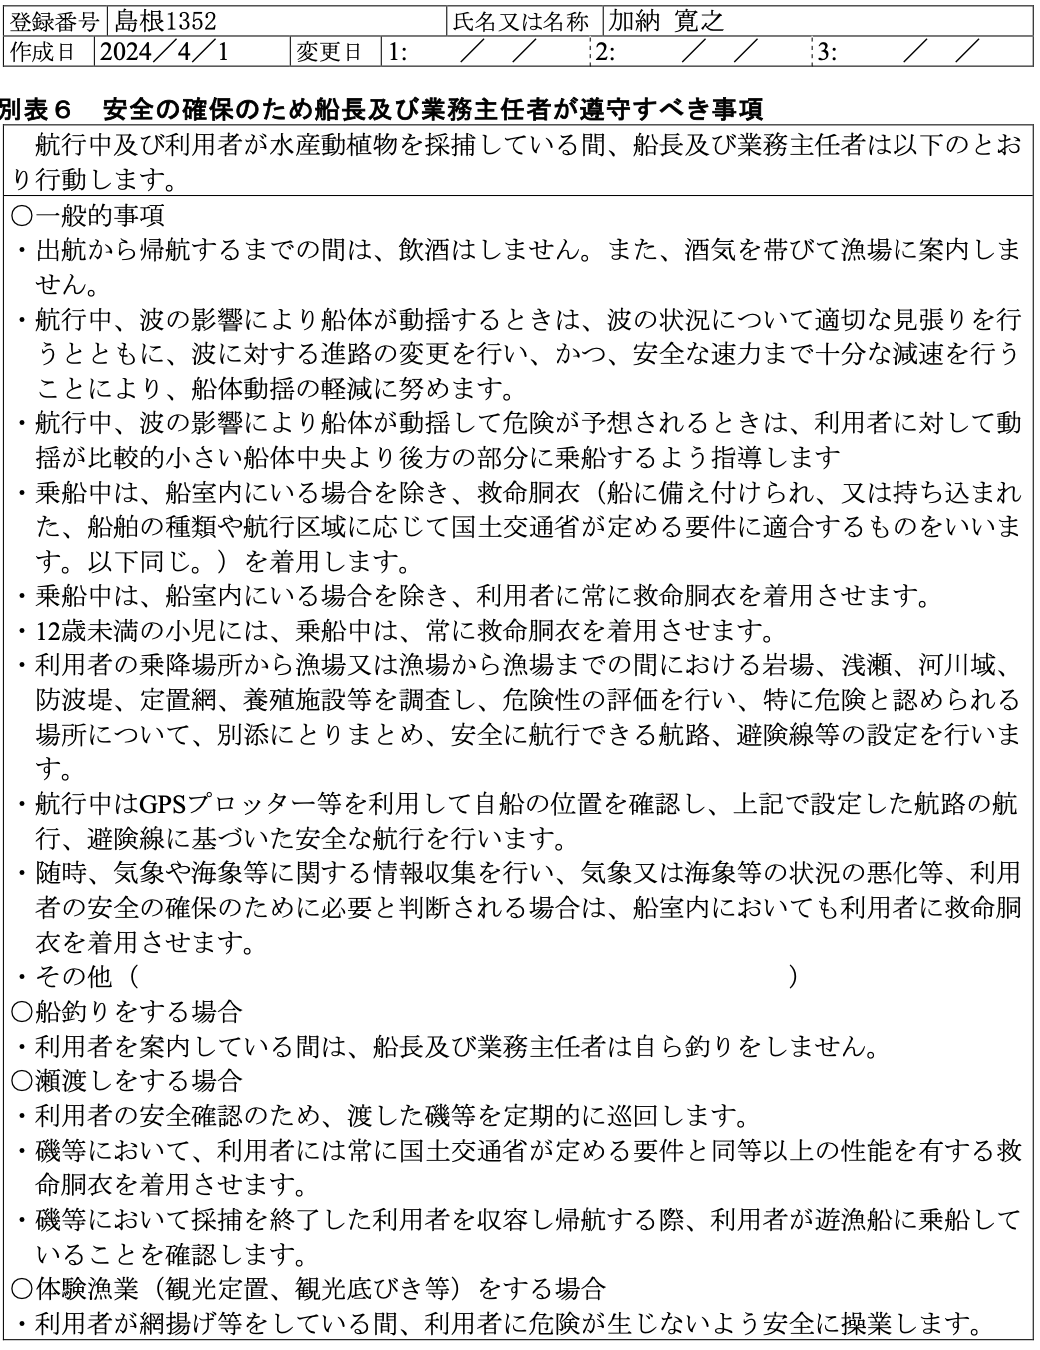 登録番号 島根1352 氏名又は名称 加納 寛之
作成日 2024／4／1 変更日 1: ／ ／ 2: ／ ／ 3: ／ ／
別表６　安全の確保のため船長及び業務主任者が遵守すべき事項
航行中及び利用者が水産動植物を採捕している間、船長及び業務主任者は以下のとお
り行動します。
○一般的事項
・出航から帰航するまでの間は、飲酒はしません。また、酒気を帯びて漁場に案内しま
せん。
・航行中、波の影響により船体が動揺するときは、波の状況について適切な見張りを行
うとともに、波に対する進路の変更を行い、かつ、安全な速力まで十分な減速を行う
ことにより、船体動揺の軽減に努めます。
・航行中、波の影響により船体が動揺して危険が予想されるときは、利用者に対して動
揺が比較的小さい船体中央より後方の部分に乗船するよう指導します
・乗船中は、船室内にいる場合を除き、救命胴衣（船に備え付けられ、又は持ち込まれ
た、船舶の種類や航行区域に応じて国土交通省が定める要件に適合するものをいいま
す。以下同じ。）を着用します。
・乗船中は、船室内にいる場合を除き、利用者に常に救命胴衣を着用させます。
・12歳未満の小児には、乗船中は、常に救命胴衣を着用させます。
・利用者の乗降場所から漁場又は漁場から漁場までの間における岩場、浅瀬、河川域、
防波堤、定置網、養殖施設等を調査し、危険性の評価を行い、特に危険と認められる
場所について、別添にとりまとめ、安全に航行できる航路、避険線等の設定を行いま
す。
・航行中はGPSプロッター等を利用して自船の位置を確認し、上記で設定した航路の航
行、避険線に基づいた安全な航行を行います。
・随時、気象や海象等に関する情報収集を行い、気象又は海象等の状況の悪化等、利用
者の安全の確保のために必要と判断される場合は、船室内においても利用者に救命胴
衣を着用させます。
・その他（　　　　　　　　　　　　　　　　　　　　　　　　　）
○船釣りをする場合
・利用者を案内している間は、船長及び業務主任者は自ら釣りをしません。
○瀬渡しをする場合
・利用者の安全確認のため、渡した磯等を定期的に巡回します。
・磯等において、利用者には常に国土交通省が定める要件と同等以上の性能を有する救
命胴衣を着用させます。
・磯等において採捕を終了した利用者を収容し帰航する際、利用者が遊漁船に乗船して
いることを確認します。
○体験漁業（観光定置、観光底びき等）をする場合
・利用者が網揚げ等をしている間、利用者に危険が生じないよう安全に操業します。